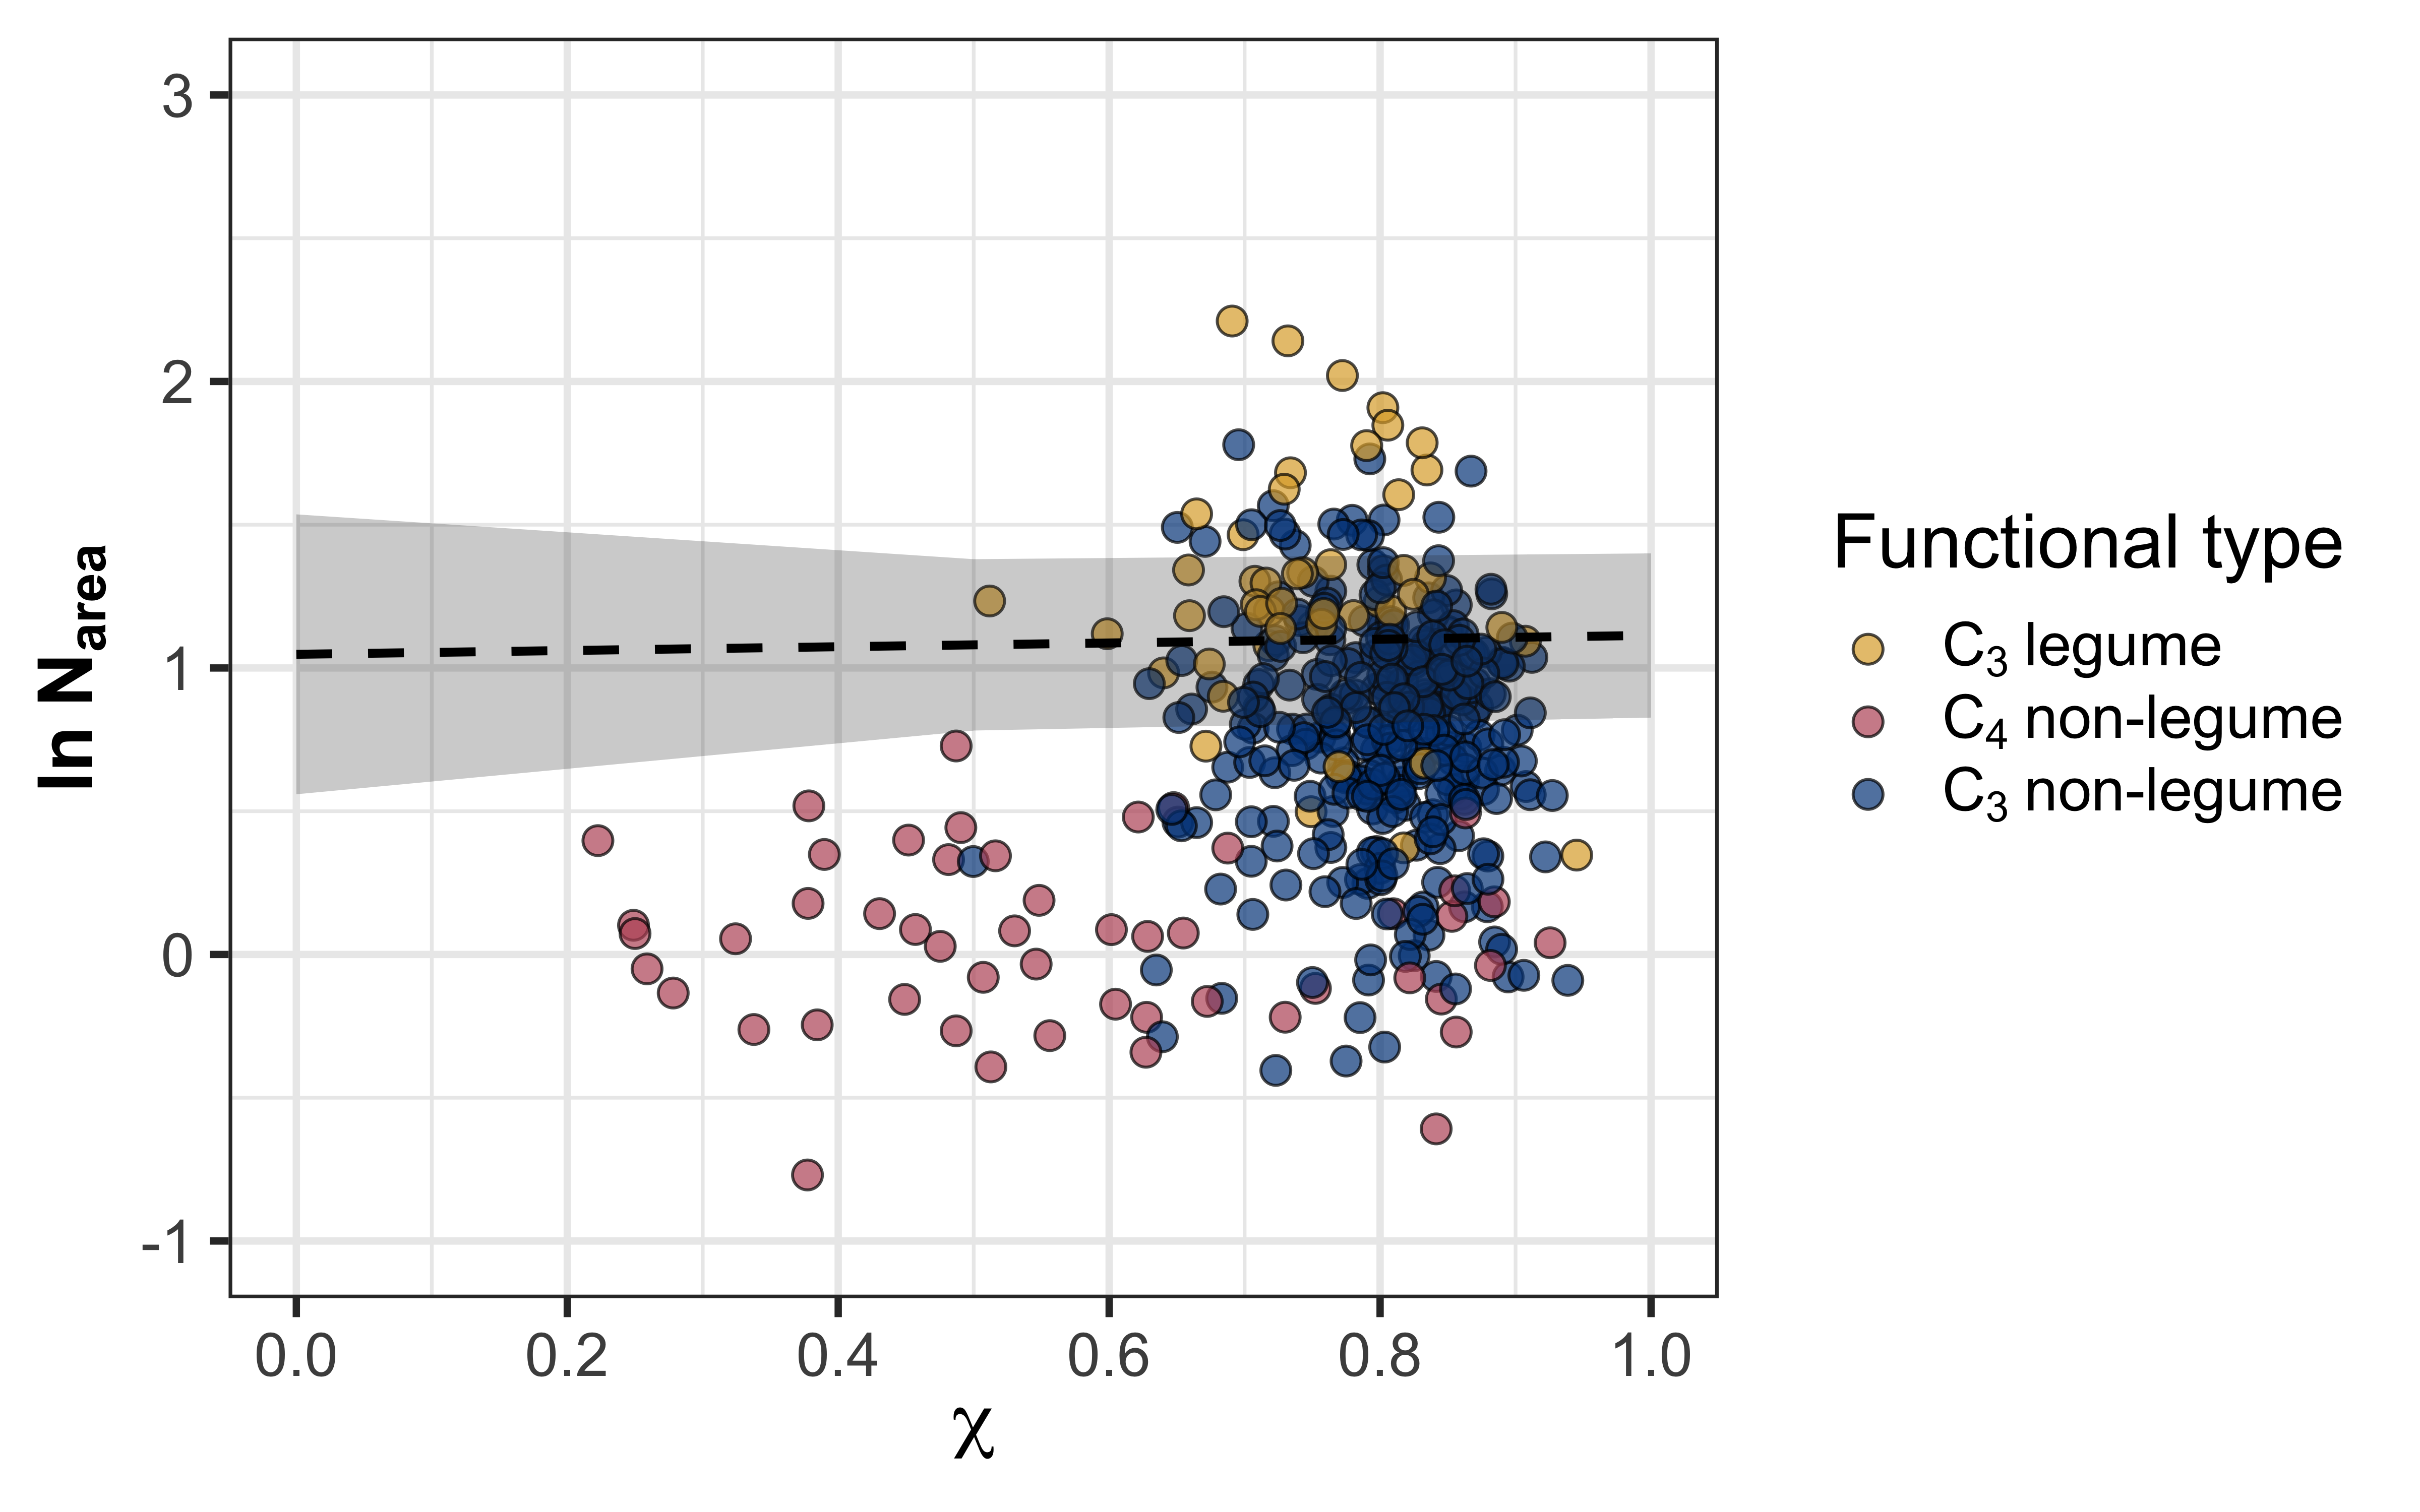 3
2
1
0
-1
ln Narea
0.0 0.2 0.4 0.6 0.8 1.0
χ
Functional type
C3 legume
C4 non-legume
C3 non-legume